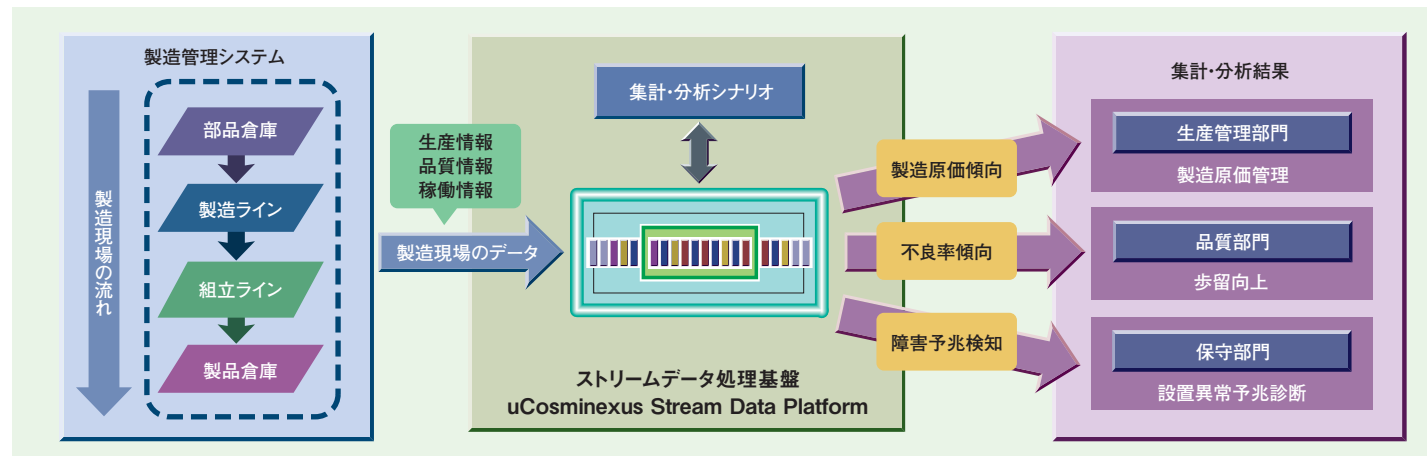 製造管理システム
製造現場の流れ
部品倉庫
製造ライン
組立ライン
製品倉庫
生産情報
品質情報
稼働情報
製造現場のデータ
集計・分析シナリオ
ストリームデータ処理基盤
uCosminexus Stream Data Platform
製造原価傾向
不良率傾向
障害予兆検知
集計・分析結果
生産管理部門
製造原価管理
品質部門
歩留向上
保守部門
設置異常予兆診断